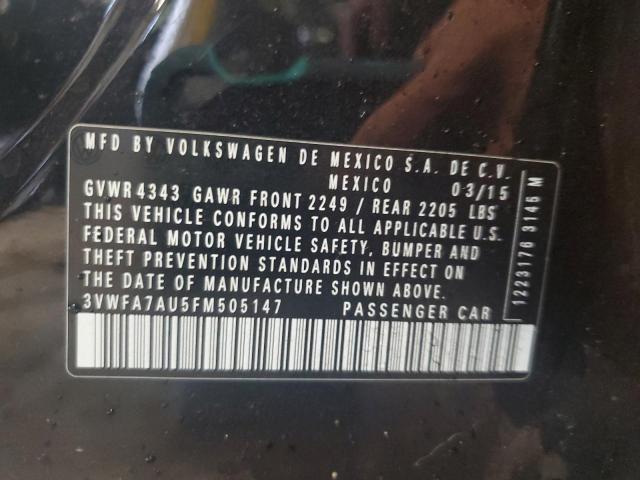 MFD BY VOLKSWAGEN DE MEXICO S.A. DE C.V.
MEXICO 03/15
GVWR 4343 GAWR FRONT 2249 / REAR 2205 LBS
THIS VEHICLE CONFORMS TO ALL APPLICABLE U.S.
FEDERAL MOTOR VEHICLE SAFETY, BUMPER AND
THEFT PREVENTION STANDARDS IN EFFECT ON
THE DATE OF MANUFACTURE SHOWN ABOVE.
3VWFA7AU5FM505147 PASSENGER CAR
1223176 3145 M